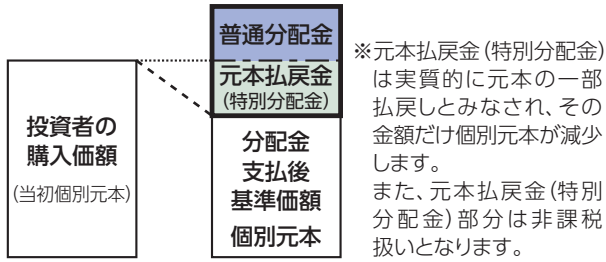 投資者の
購入価額
(当初個別元本)
普通分配金
元本払戻金
(特別分配金)
分配金
支払後
基準価額
個別元本
※元本払戻金(特別分配金)
は実質的に元本の一部
払戻しとみなされ、その
金額だけ個別元本が減少
します。
また、元本払戻金(特別
分配金)部分は非課税
扱いとなります。